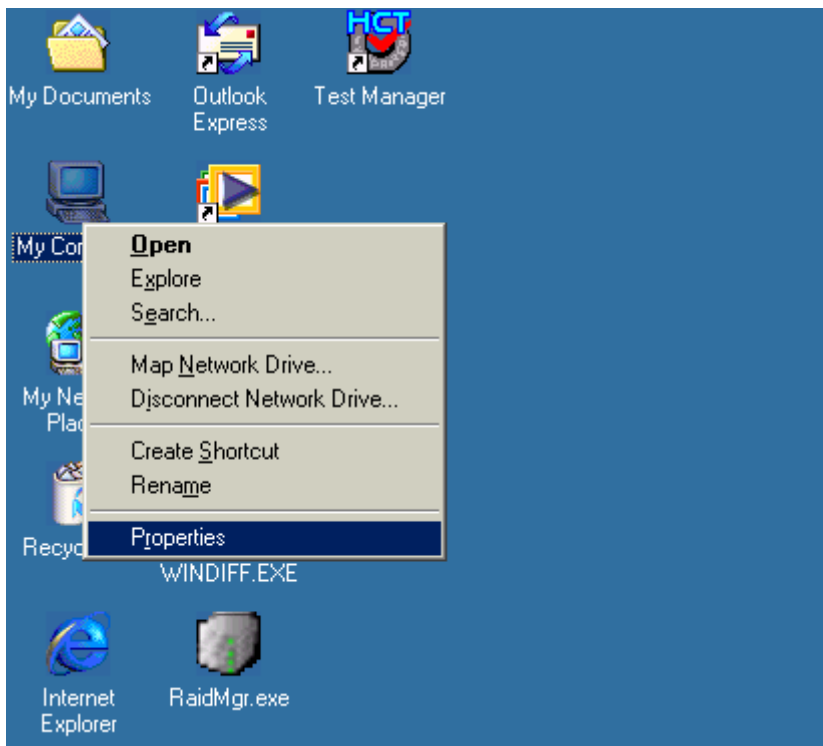 My Documents
Outlook
Express
HCT
Test Manager
My Co
Open
Explore
Search...
Map Network Drive...
Disconnect Network Drive...
Create Shortcut
Rename
Properties
My Ne
Plac
Recyc
WINDIFF.EXE
Internet
Explorer
RaidMgr.exe